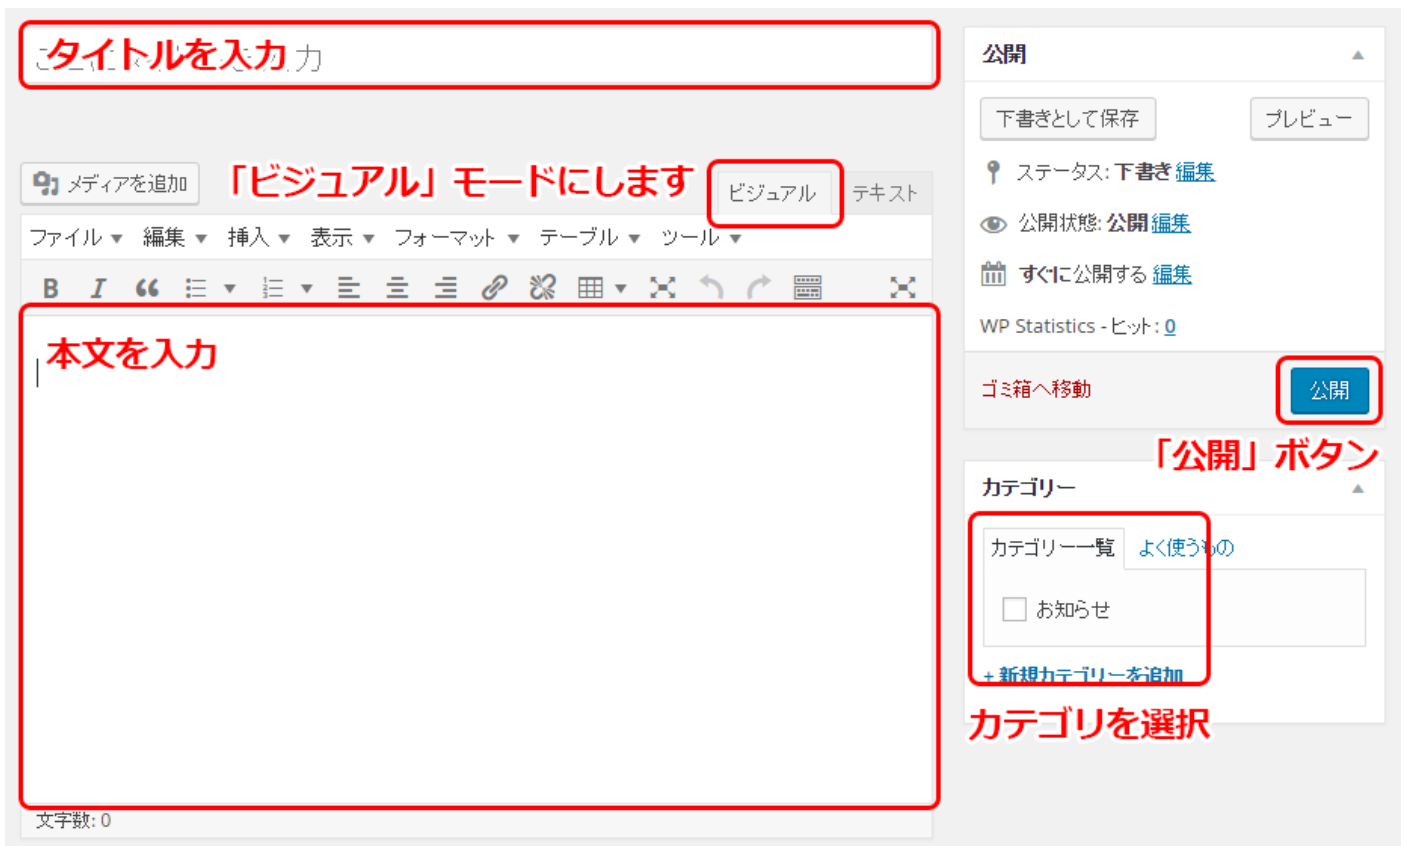 タイトルを入力
メディアを追加
「ビジュアル」モードにします
ビジュアル
テキスト
ファイル 編集 挿入 表示 フォーマット テーブル ツール
B I
本文を入力
文字数: 0
公開
下書きとして保存
プレビュー
ステータス: 下書き 編集
公開状態: 公開 編集
すぐに公開する 編集
WP Statistics - ヒット: 0
ゴミ箱へ移動
公開
「公開」ボタン
カテゴリー
カテゴリー一覧
よく使うもの
お知らせ
+ 新規カテゴリーを追加
カテゴリを選択